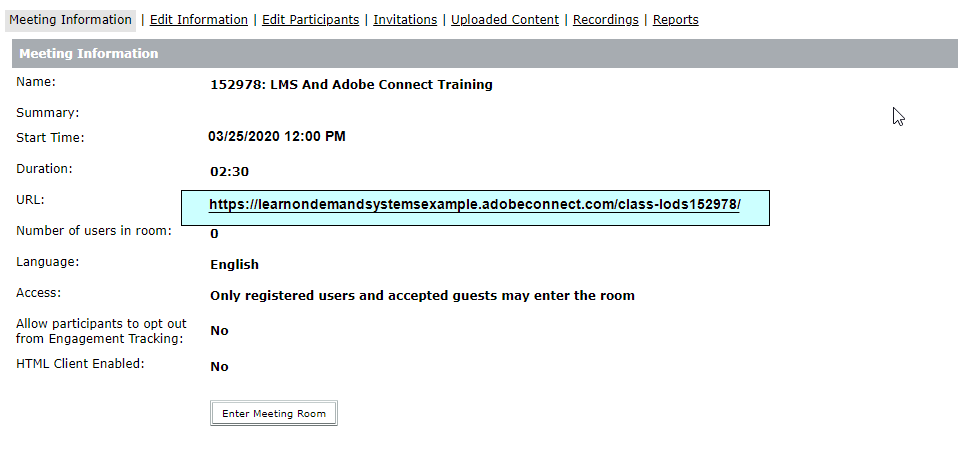 Meeting Information | Edit Information | Edit Participants | Invitations | Uploaded Content | Recordings | Reports
Meeting Information
Name: 152978: LMS And Adobe Connect Training
Summary:
Start Time: 03/25/2020 12:00 PM
Duration: 02:30
URL: https://learnondemandsystemsexample.adobeconnect.com/class-lods152978/
Number of users in room: 0
Language: English
Access: Only registered users and accepted guests may enter the room
Allow participants to opt out
from Engagement Tracking: No
HTML Client Enabled: No
Enter Meeting Room